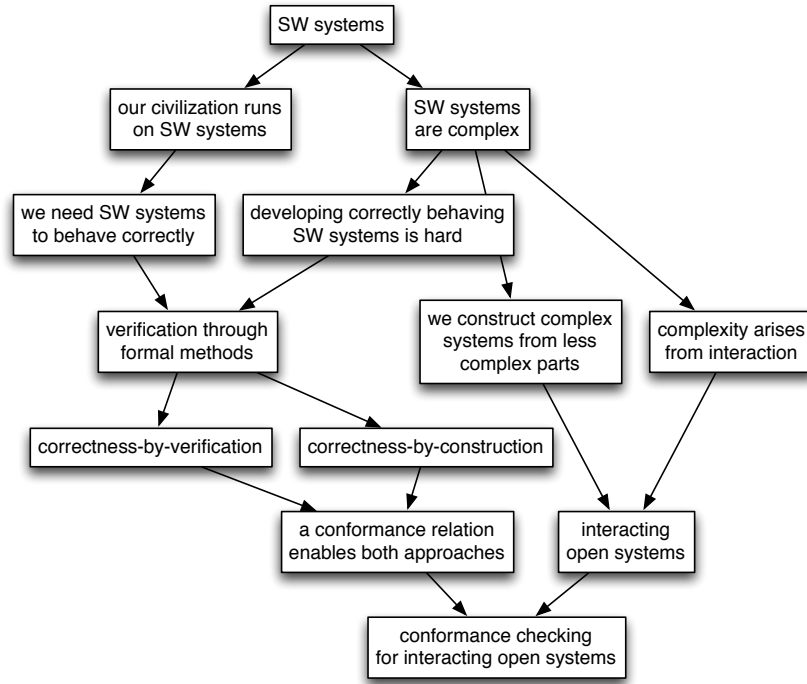 SW systems
our civilization runs
on SW systems
SW systems
are complex
we need SW systems
to behave correctly
developing correctly behaving
SW systems is hard
verification through
formal methods
we construct complex
systems from less
complex parts
complexity arises
from interaction
correctness-by-verification
correctness-by-construction
a conformance relation
enables both approaches
interacting
open systems
conformance checking
for interacting open systems